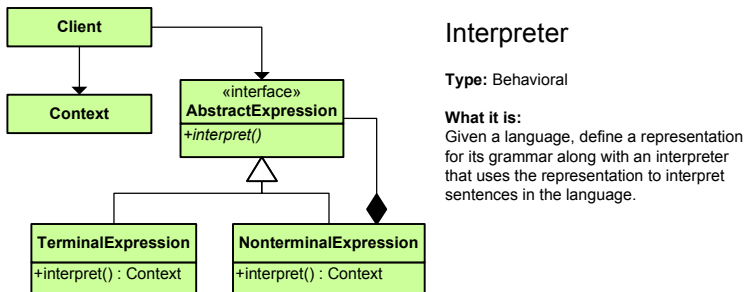 Client
Context
«interface»
AbstractExpression
+interpret()
TerminalExpression
+interpret() : Context
NonterminalExpression
+interpret() : Context
Interpreter
Type: Behavioral
What it is:
Given a language, define a representation
for its grammar along with an interpreter
that uses the representation to interpret
sentences in the language.